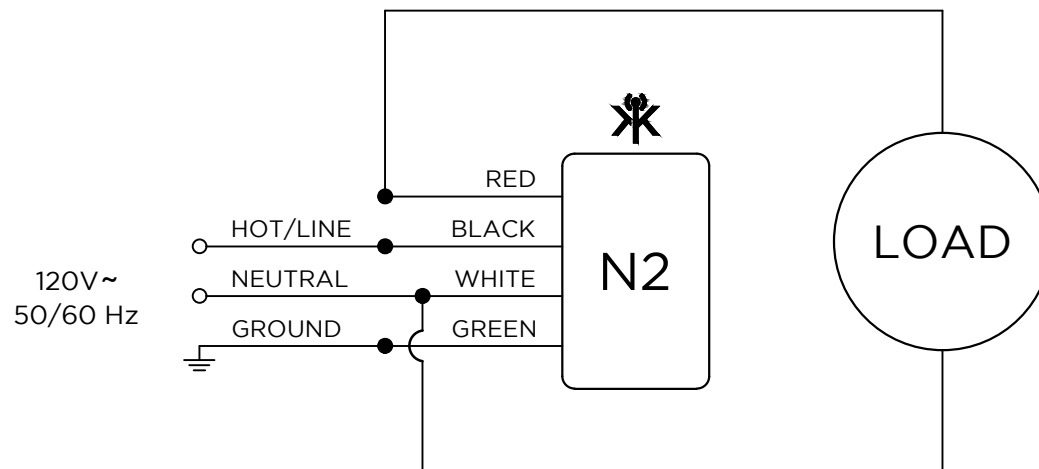 RED
HOT/LINE BLACK
120V~
NEUTRAL WHITE
50/60 Hz
GROUND GREEN
N2
LOAD